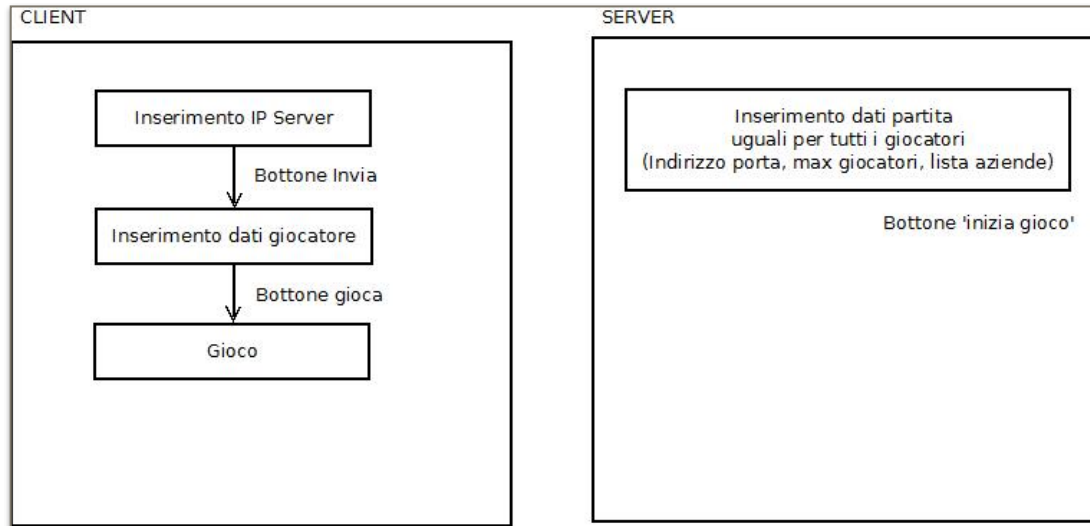 CLIENT
Inserimento IP Server
Bottone Invia
Inserimento dati giocatore
Bottone gioca
Gioco
SERVER
Inserimento dati partita
uguali per tutti i giocatori
(Indirizzo porta, max giocatori, lista aziende)
Bottone 'inizia gioco'